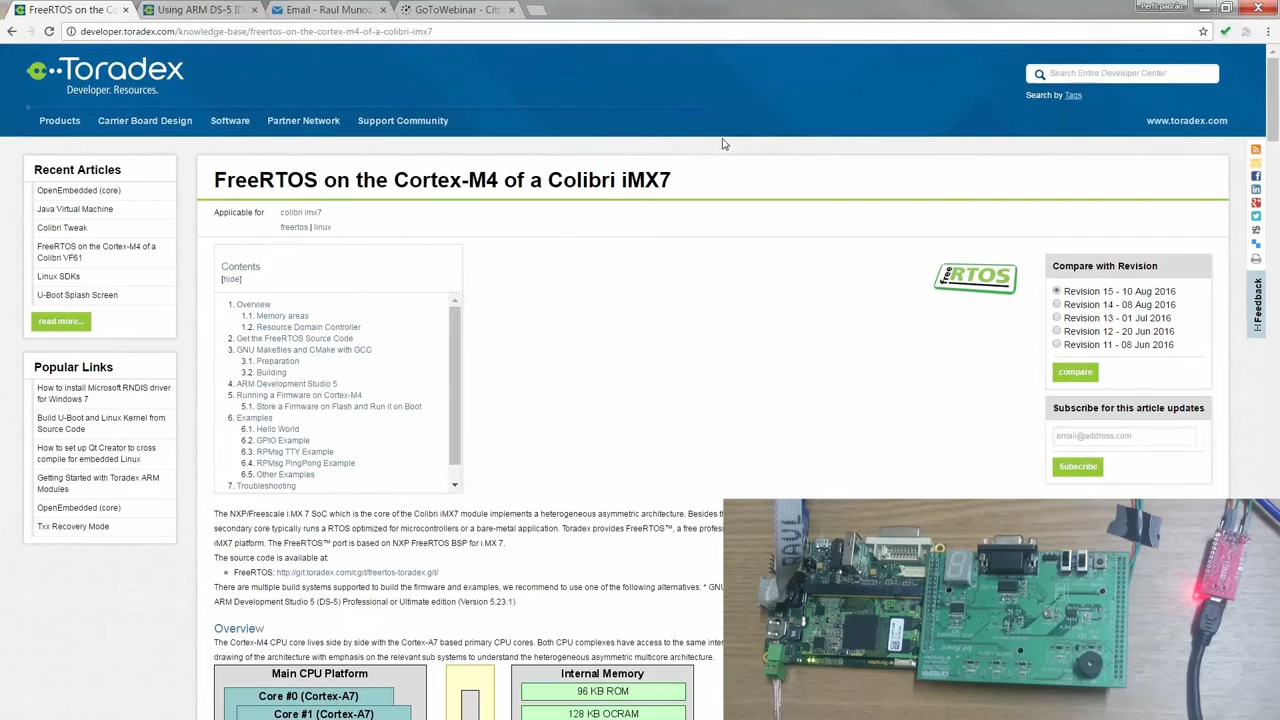 FreeRTOS on the Co
Using ARM DS-5 ID
Email - Raul Munoz
GoToWebinar - Citr
Perfil padrão
developer.toradex.com/knowledge-base/freertos-on-the-cortex-m4-of-a-colibri-imx7
Toradex
Developer. Resources.
Search Entire Developer Center
Search by Tags
Products
Carrier Board Design
Software
Partner Network
Support Community
www.toradex.com
Recent Articles
OpenEmbedded (core)
Java Virtual Machine
Colibri Tweak
FreeRTOS on the Cortex-M4 of a
Colibri VF61
Linux SDKs
U-Boot Splash Screen
read more...
Popular Links
How to install Microsoft RNDIS driver
for Windows 7
Build U-Boot and Linux Kernel from
Source Code
How to set up Qt Creator to cross
compile for embedded Linux
Getting Started with Toradex ARM
Modules
OpenEmbedded (core)
Txx Recovery Mode
FreeRTOS on the Cortex-M4 of a Colibri iMX7
Applicable for
colibri imx7
freertos | linux
Contents
[hide]
1. Overview
1.1. Memory areas
1.2. Resource Domain Controller
2. Get the FreeRTOS Source Code
3. GNU Makefiles and CMake with GCC
3.1. Preparation
3.2. Building
4. ARM Development Studio 5
5. Running a Firmware on Cortex-M4
5.1. Store a Firmware on Flash and Run it on Boot
6. Examples
6.1. Hello World
6.2. GPIO Example
6.3. RPMsg TTY Example
6.4. RPMsg PingPong Example
6.5. Other Examples
7. Troubleshooting
free RTOS
Compare with Revision
Revision 15 - 10 Aug 2016
Revision 14 - 08 Aug 2016
Revision 13 - 01 Jul 2016
Revision 12 - 20 Jun 2016
Revision 11 - 08 Jun 2016
compare
Subscribe for this article updates
email@address.com
Subscribe
Feedback
The NXP/Freescale i.MX 7 SoC which is the core of the Colibri iMX7 module implements a heterogeneous asymmetric architecture. Besides th
secondary core typically runs a RTOS optimized for microcontrollers or a bare-metal application. Toradex provides FreeRTOS™, a free profess
iMX7 platform. The FreeRTOS™ port is based on NXP FreeRTOS BSP for i.MX 7.
The source code is available at:
FreeRTOS: http://git.toradex.com/cgit/freertos-toradex.git/
There are multiple build systems supported to build the firmware and examples, we recommend to use one of the following alternatives: * GNU
ARM Development Studio 5 (DS-5) Professional or Ultimate edition (Version 5.23.1)
Overview
The Cortex-M4 CPU core lives side by side with the Cortex-A7 based primary CPU cores. Both CPU complexes have access to the same inter
drawing of the architecture with emphasis on the relevant sub systems to understand the heterogeneous asymmetric multicore architecture.
Main CPU Platform
Core #0 (Cortex-A7)
Core #1 (Cortex-A7)
Internal Memory
96 KB ROM
128 KB OCRAM
Toradex